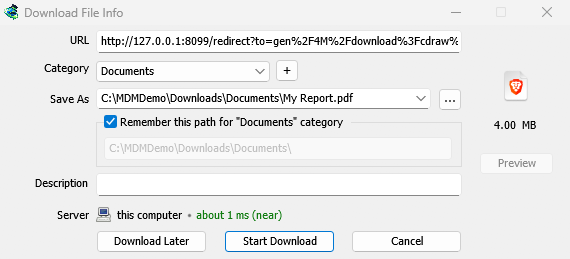 Download File Info
URL http://127.0.0.1:8099/redirect?to=gen%2F4M%2Fdownload%3Fcdraw%
Category Documents +
Save As C:\MDMDemo\Downloads\Documents\My Report.pdf ...
Remember this path for "Documents" category
C:\MDMDemo\Downloads\Documents\
4.00 MB
Preview
Description
Server this computer • about 1 ms (near)
Download Later Start Download Cancel